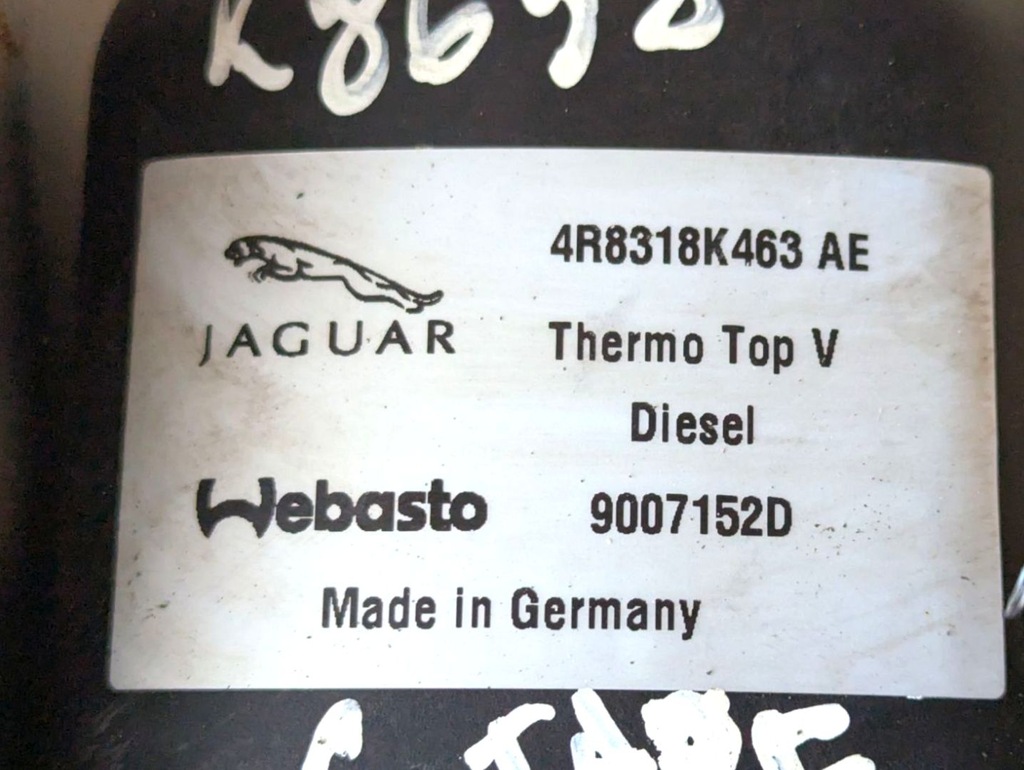 4R8318K463 AE
JAGUAR
Thermo Top V
Diesel
Webasto
9007152D
Made in Germany